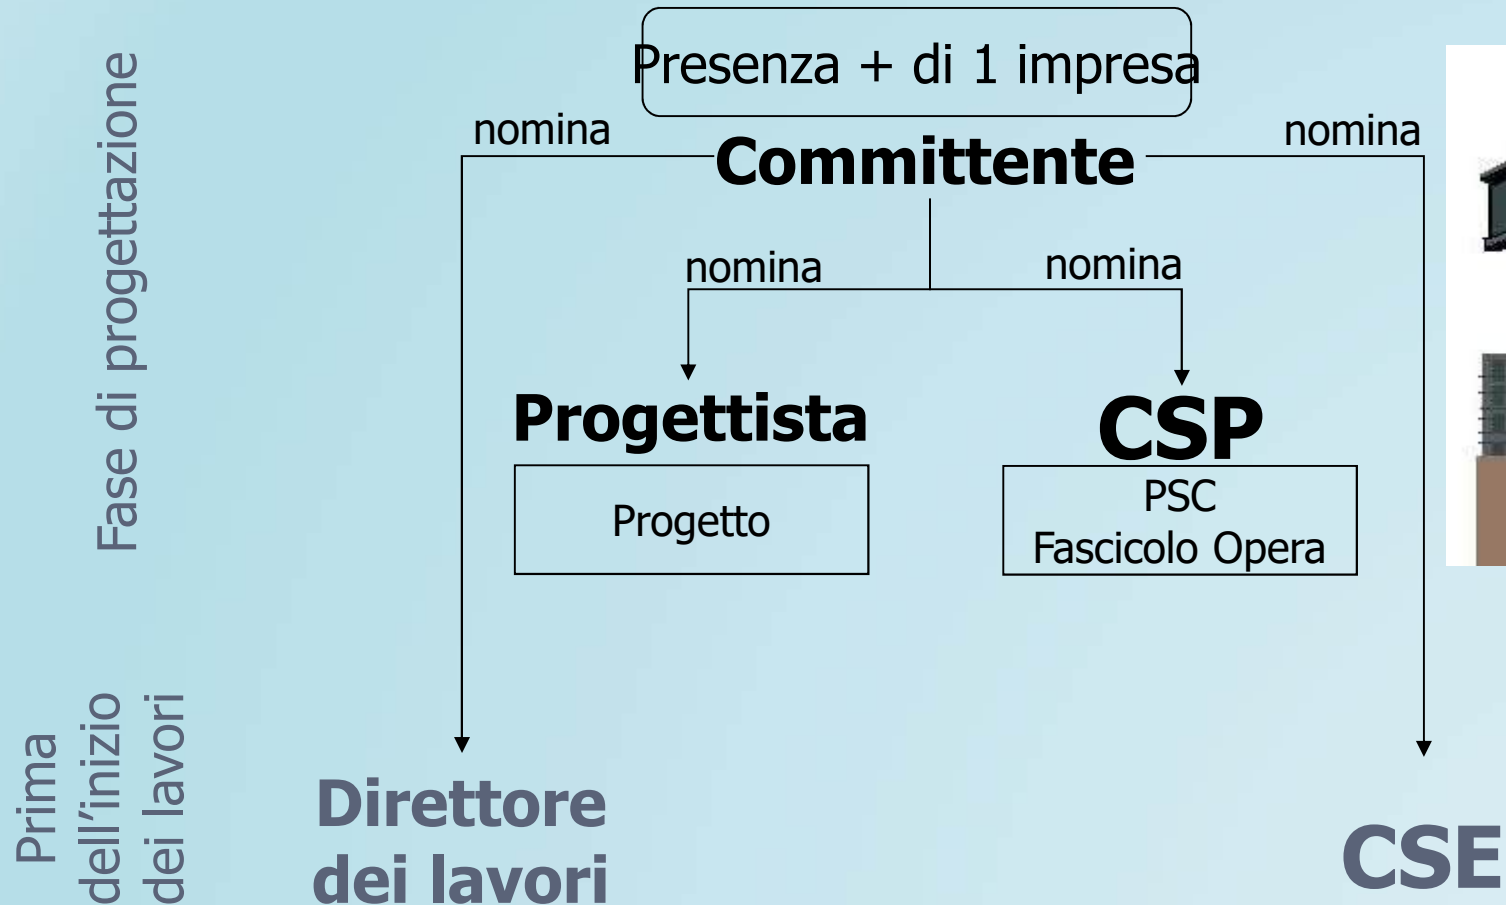 Presenza + di 1 impresa
nomina
nomina
Committente
nomina
nomina
Fase di progettazione
Progettista
CSP
Progetto
PSC
Fascicolo Opera
Prima
dell’inizio
dei lavori
Direttore
dei lavori
CSE